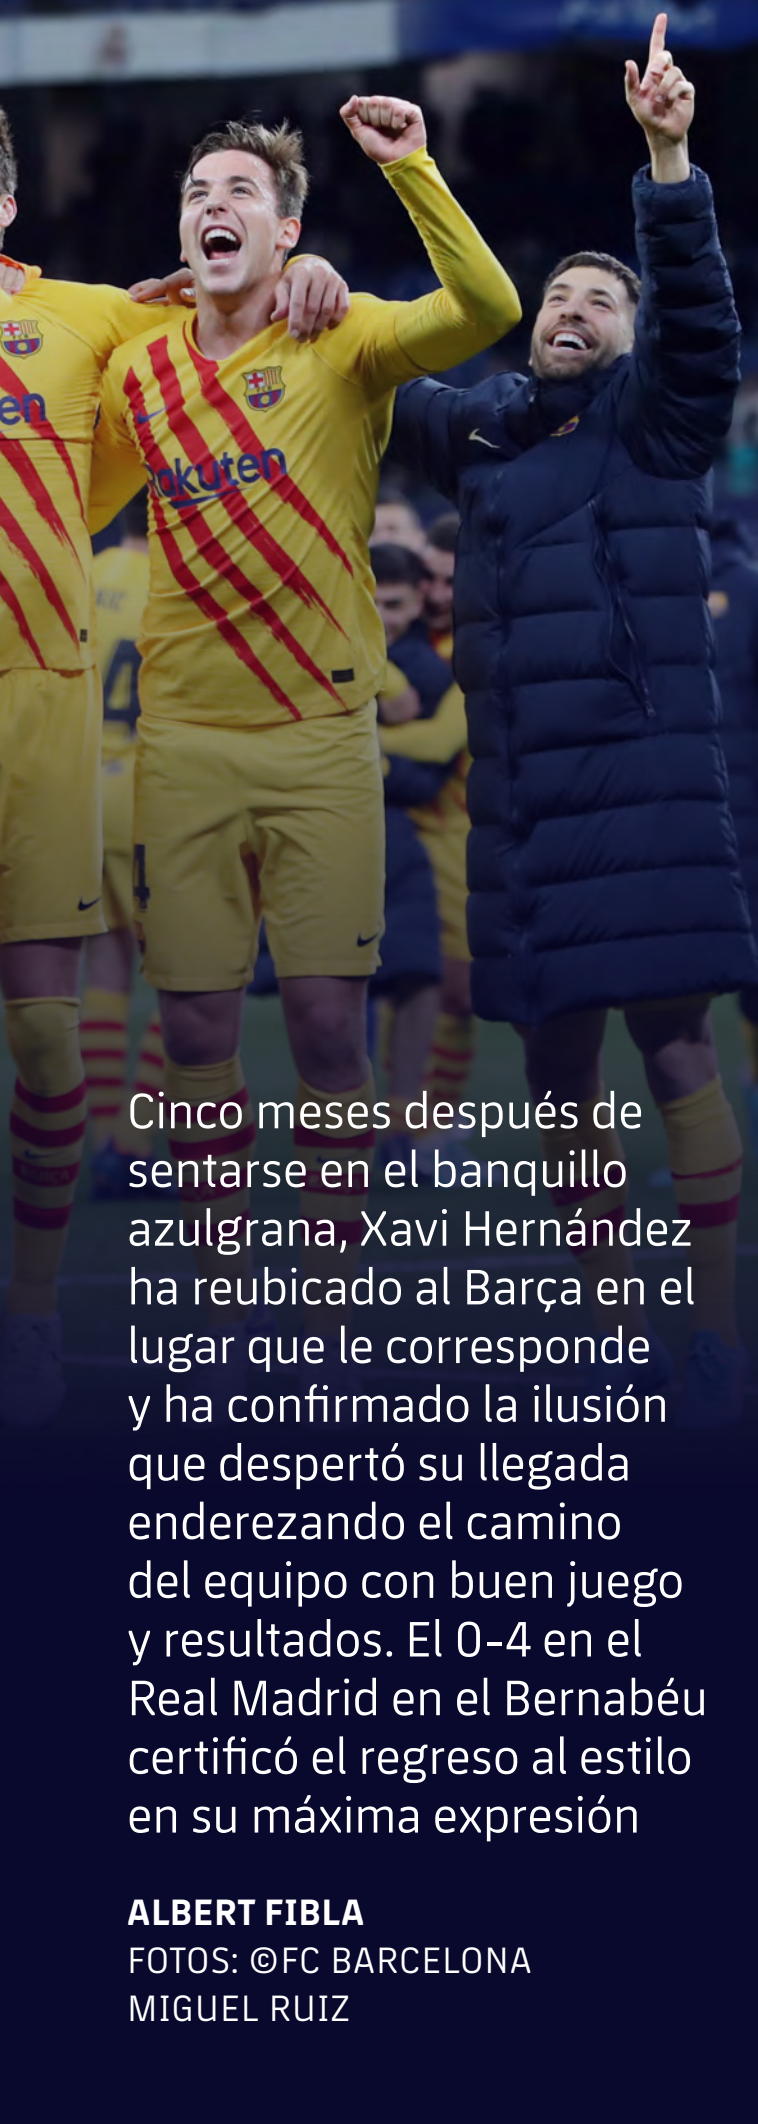 en
Rakuten
Cinco meses después de
sentarse en el banquillo
azulgrana, Xavi Hernández
ha reubicado al Barça en el
lugar que le corresponde
y ha confirmado la ilusión
que despertó su llegada
enderezando el camino
del equipo con buen juego
y resultados. El 0-4 en el
Real Madrid en el Bernabéu
certificó el regreso al estilo
en su máxima expresión
ALBERT FIBLA
FOTOS: ©FC BARCELONA
MIGUEL RUIZ